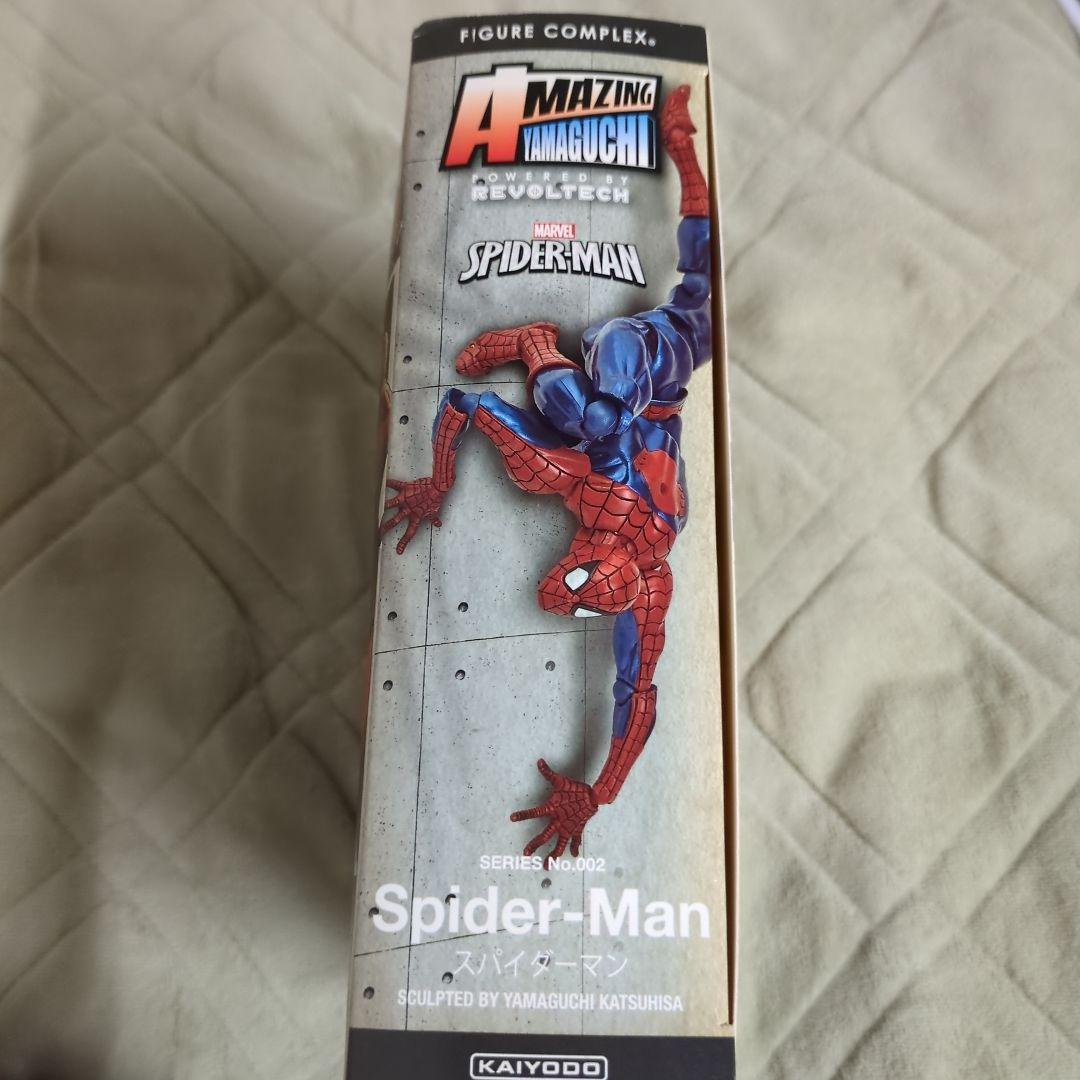 FIGURE COMPLEX®
AMAZING
YAMAGUCHI
POWERED BY
REVOLTECH
MARVEL
SPIDER-MAN
SERIES No.002
Spider-Man
スパイダーマン
SCULPTED BY YAMAGUCHI KATSUHISA
KAIYODO